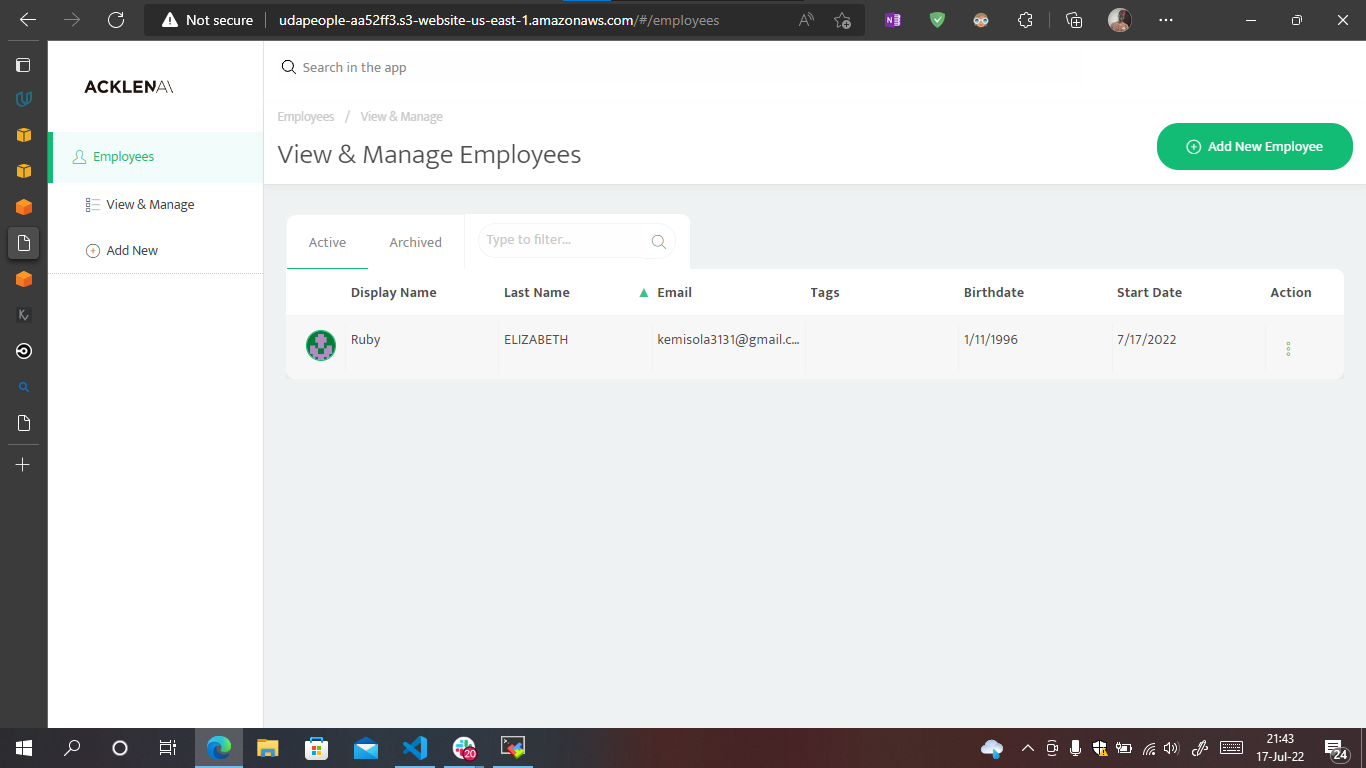 Not secure
udapeople-aa52ff3.s3-website-us-east-1.amazonaws.com/#/employees
ACKLEN
Search in the app
Employees / View & Manage
View & Manage Employees
Add New Employee
Employees
View & Manage
Add New
Active
Archived
Type to filter...
Display Name
Last Name
Email
Tags
Birthdate
Start Date
Action
Ruby
ELIZABETH
kemisola3131@gmail.c...
1/11/1996
7/17/2022
20
21:43
17-Jul-22
24